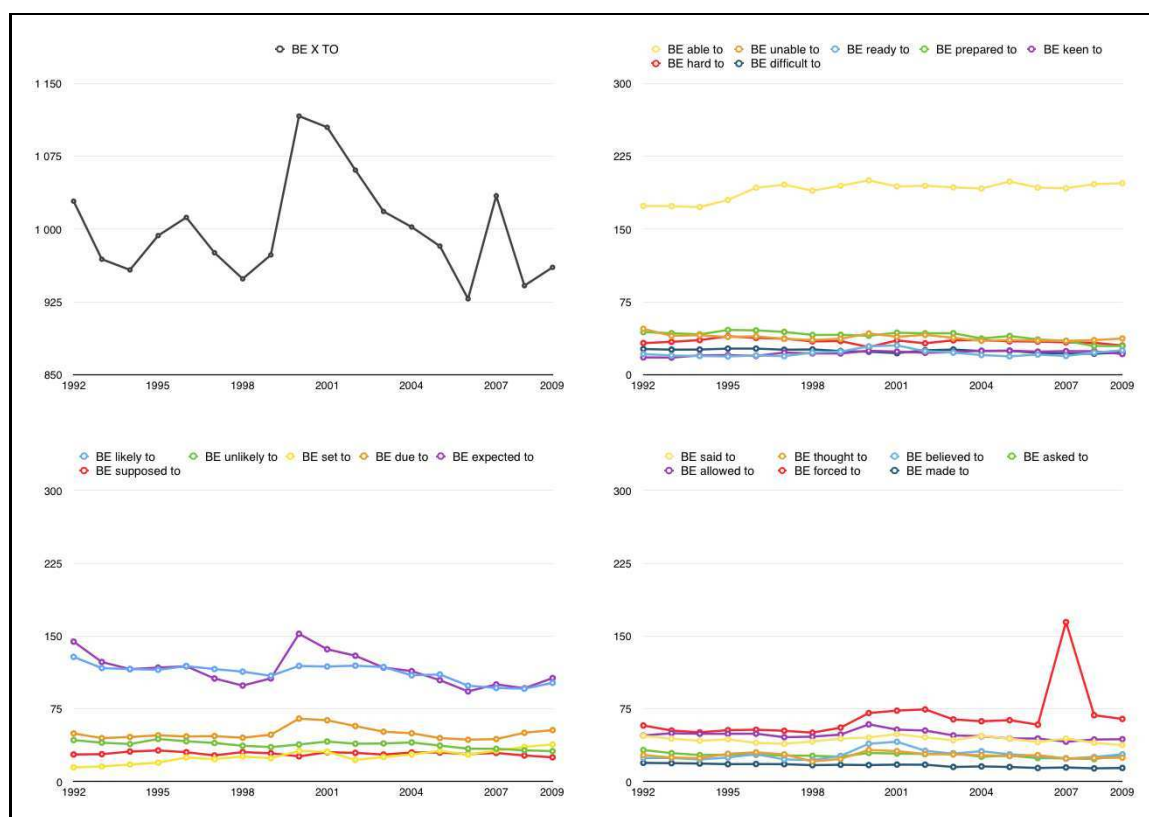 BE X TO
1 150
1 075
1 000
925
850
1992 1995 1998 2001 2004 2007 2009
BE able to BE unable to BE ready to BE prepared to BE keen to
BE hard to BE difficult to
300
225
150
75
0
1992 1995 1998 2001 2004 2007 2009
BE likely to BE unlikely to BE set to BE due to BE expected to
BE supposed to
300
225
150
75
0
1992 1995 1998 2001 2004 2007 2009
BE said to BE thought to BE believed to BE asked to
BE allowed to BE forced to BE made to
300
225
150
75
0
1992 1995 1998 2001 2004 2007 2009